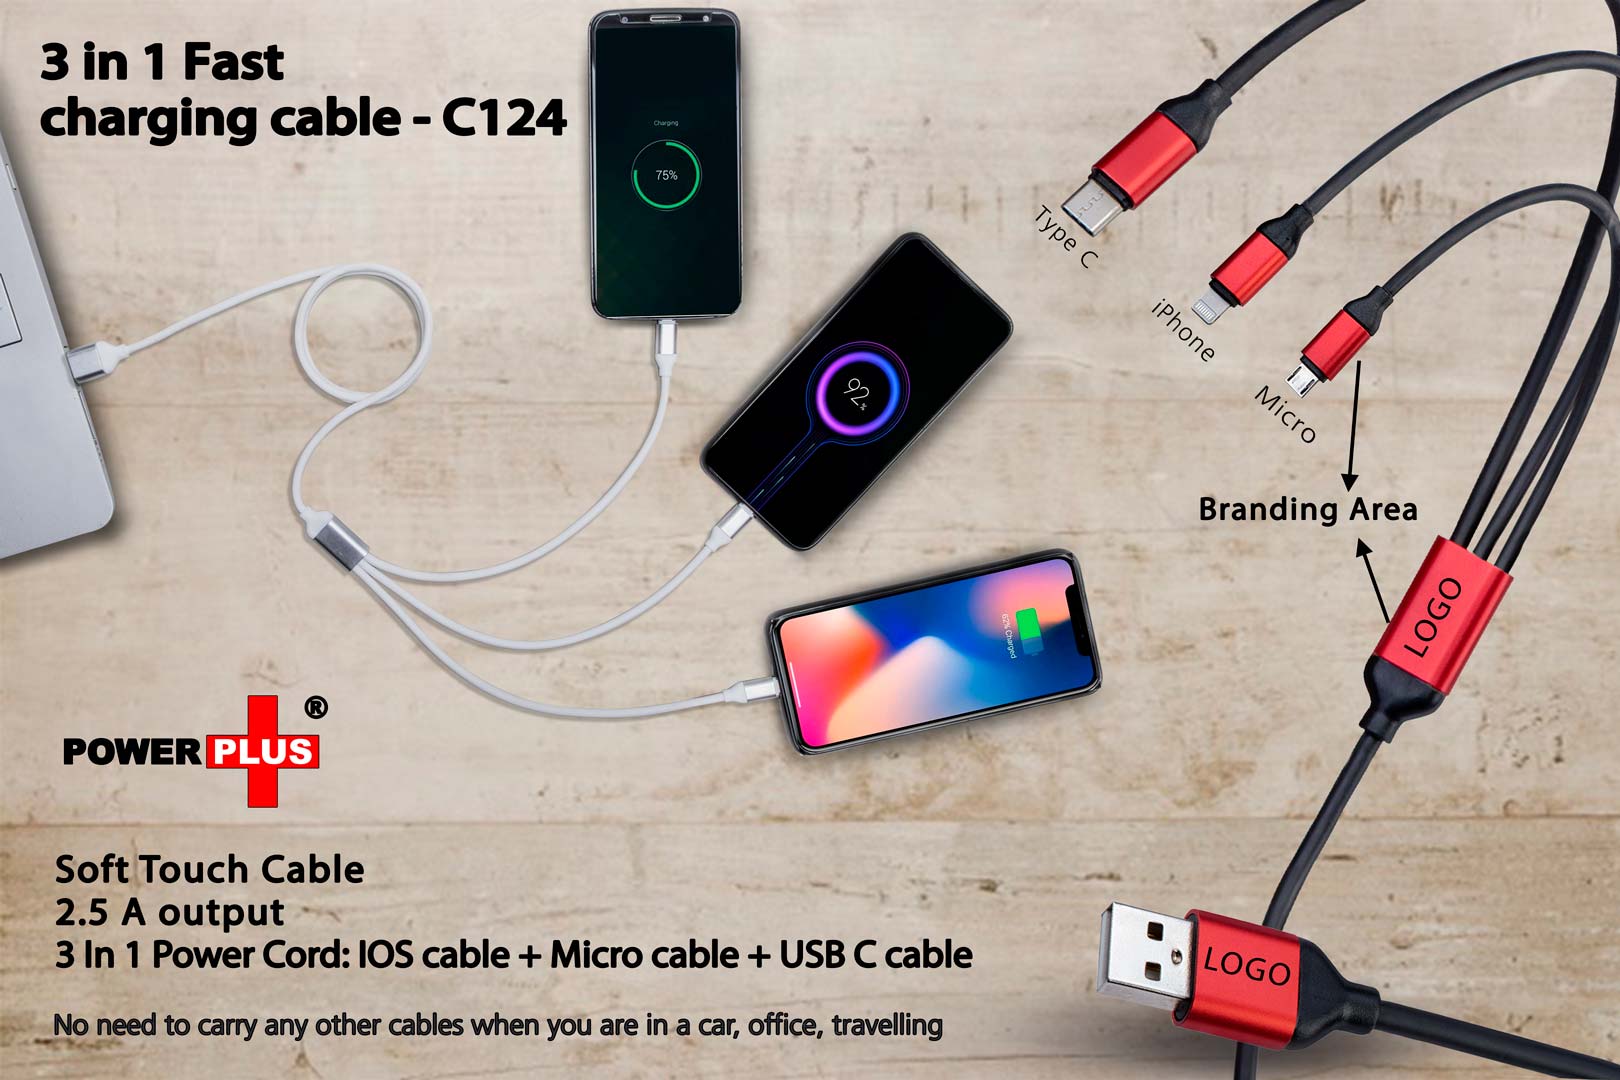 3 in 1 Fast
charging cable - C124
Charging
75%
92%
62% Charged
Type C
iPhone
Micro
Branding Area
LOGO
LOGO
POWER PLUS ®
Soft Touch Cable
2.5 A output
3 In 1 Power Cord: IOS cable + Micro cable + USB C cable
No need to carry any other cables when you are in a car, office, travelling